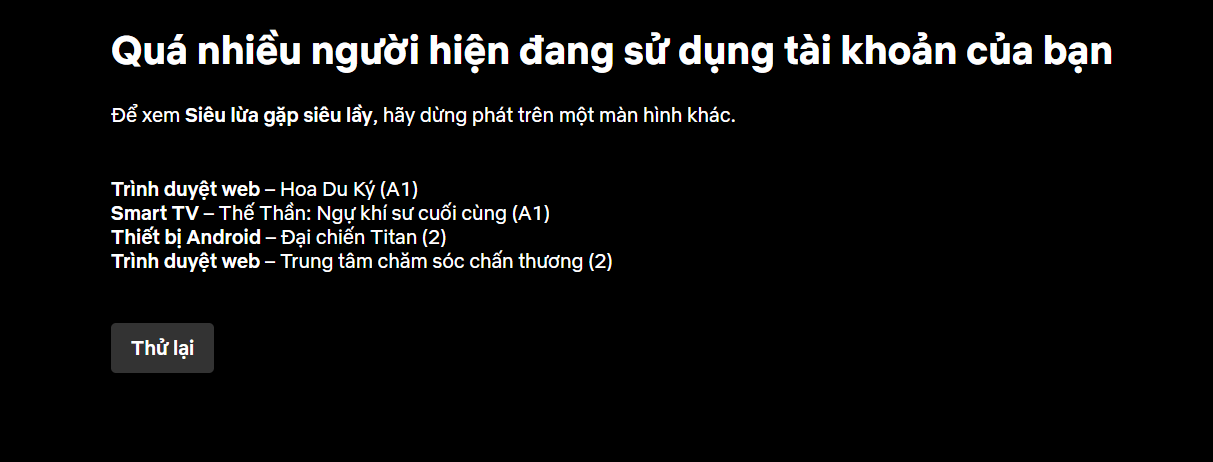 Quá nhiều người hiện đang sử dụng tài khoản của bạn
Để xem Siêu lừa gặp siêu lầy, hãy dừng phát trên một màn hình khác.
Trình duyệt web – Hoa Du Ký (A1)
Smart TV – Thế Thần: Ngự khí sư cuối cùng (A1)
Thiết bị Android – Đại chiến Titan (2)
Trình duyệt web – Trung tâm chăm sóc chấn thương (2)
Thử lại